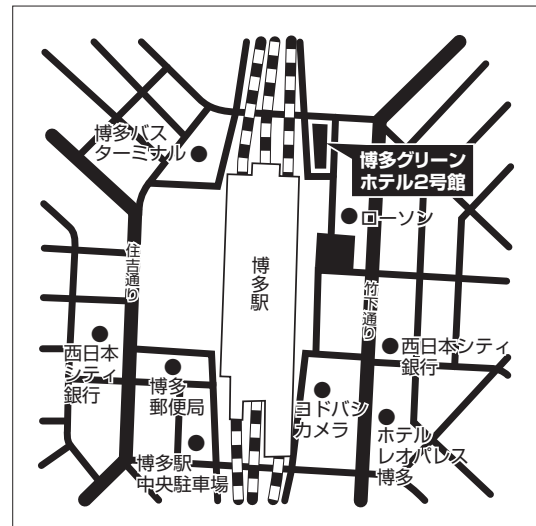 博多バス
ターミナル
博多グリーン
ホテル2号館
ローソン
住吉通り
博多駅
竹下通り
西日本
シティ
銀行
博多
郵便局
博多駅
中央駐車場
ヨドバシ
カメラ
西日本シティ
銀行
ホテル
レオパレス
博多